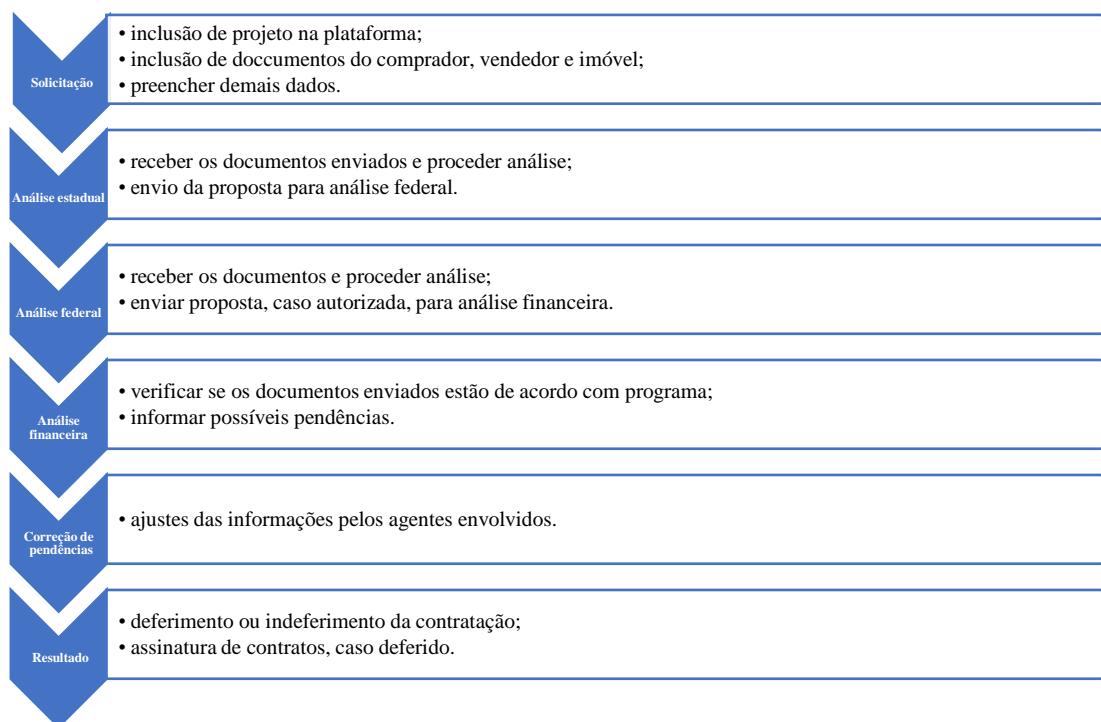 Solicitação
• inclusão de projeto na plataforma;
• inclusão de doccumentos do comprador, vendedor e imóvel;
• preencher demais dados.
Análise estadual
• receber os documentos enviados e proceder análise;
• envio da proposta para análise federal.
Análise federal
• receber os documentos e proceder análise;
• enviar proposta, caso autorizada, para análise financeira.
Análise
financeira
• verificar se os documentos enviados estão de acordo com programa;
• informar possíveis pendências.
Correção de
pendências
• ajustes das informações pelos agentes envolvidos.
Resultado
• deferimento ou indeferimento da contratação;
• assinatura de contratos, caso deferido.